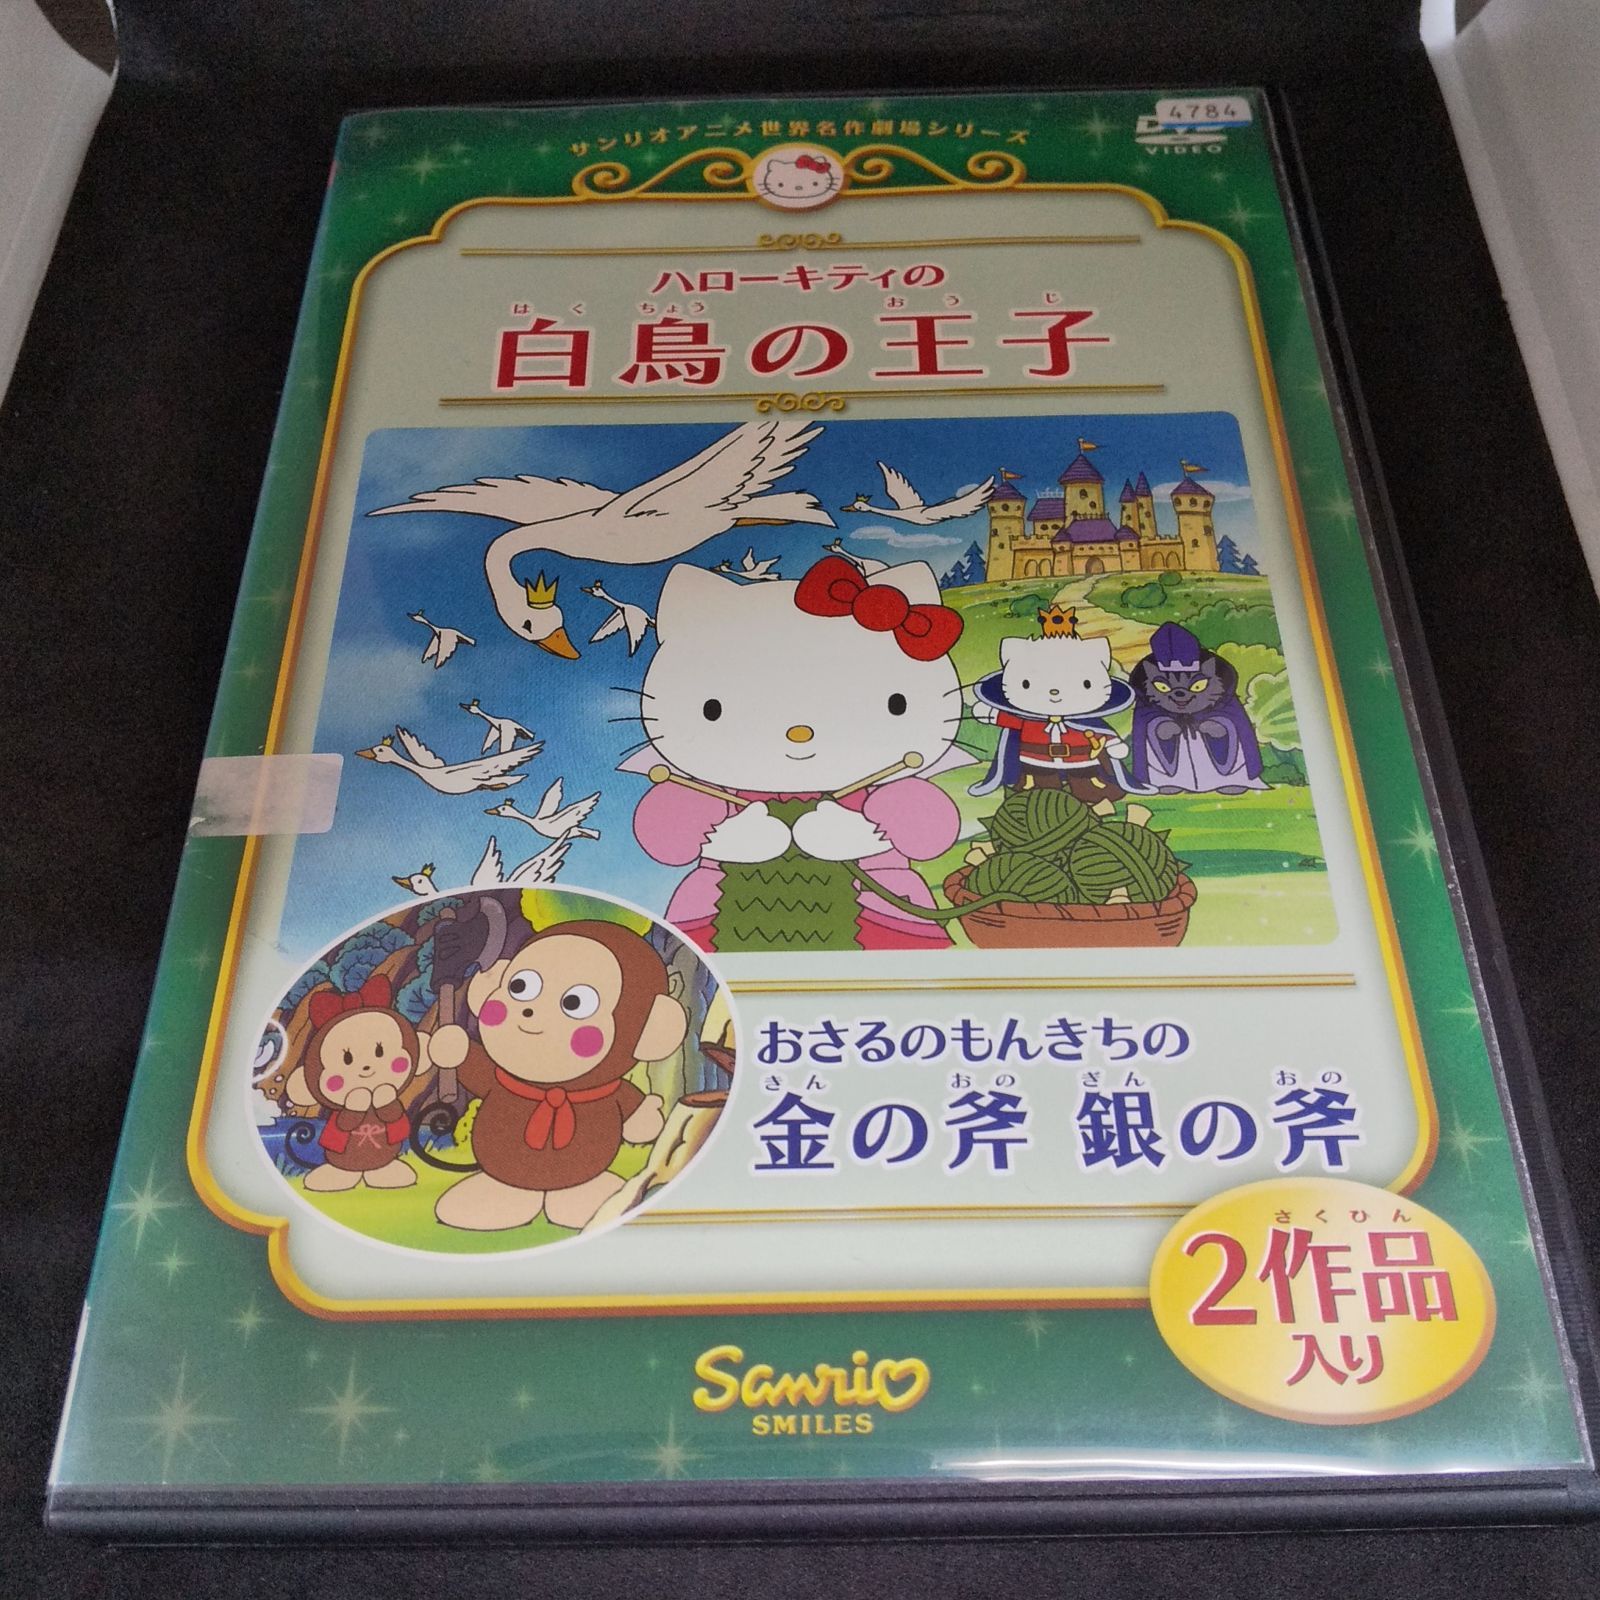 4784
サンリオアニメ世界名作劇場シリーズ
VIDEO
ハローキティの
はくちょう おうじ
白鳥の王子
おさるのもんきちの
きん おの ぎん おの
金の斧 銀の斧
さくひん
2作品
入り
Sanrio
SMILES